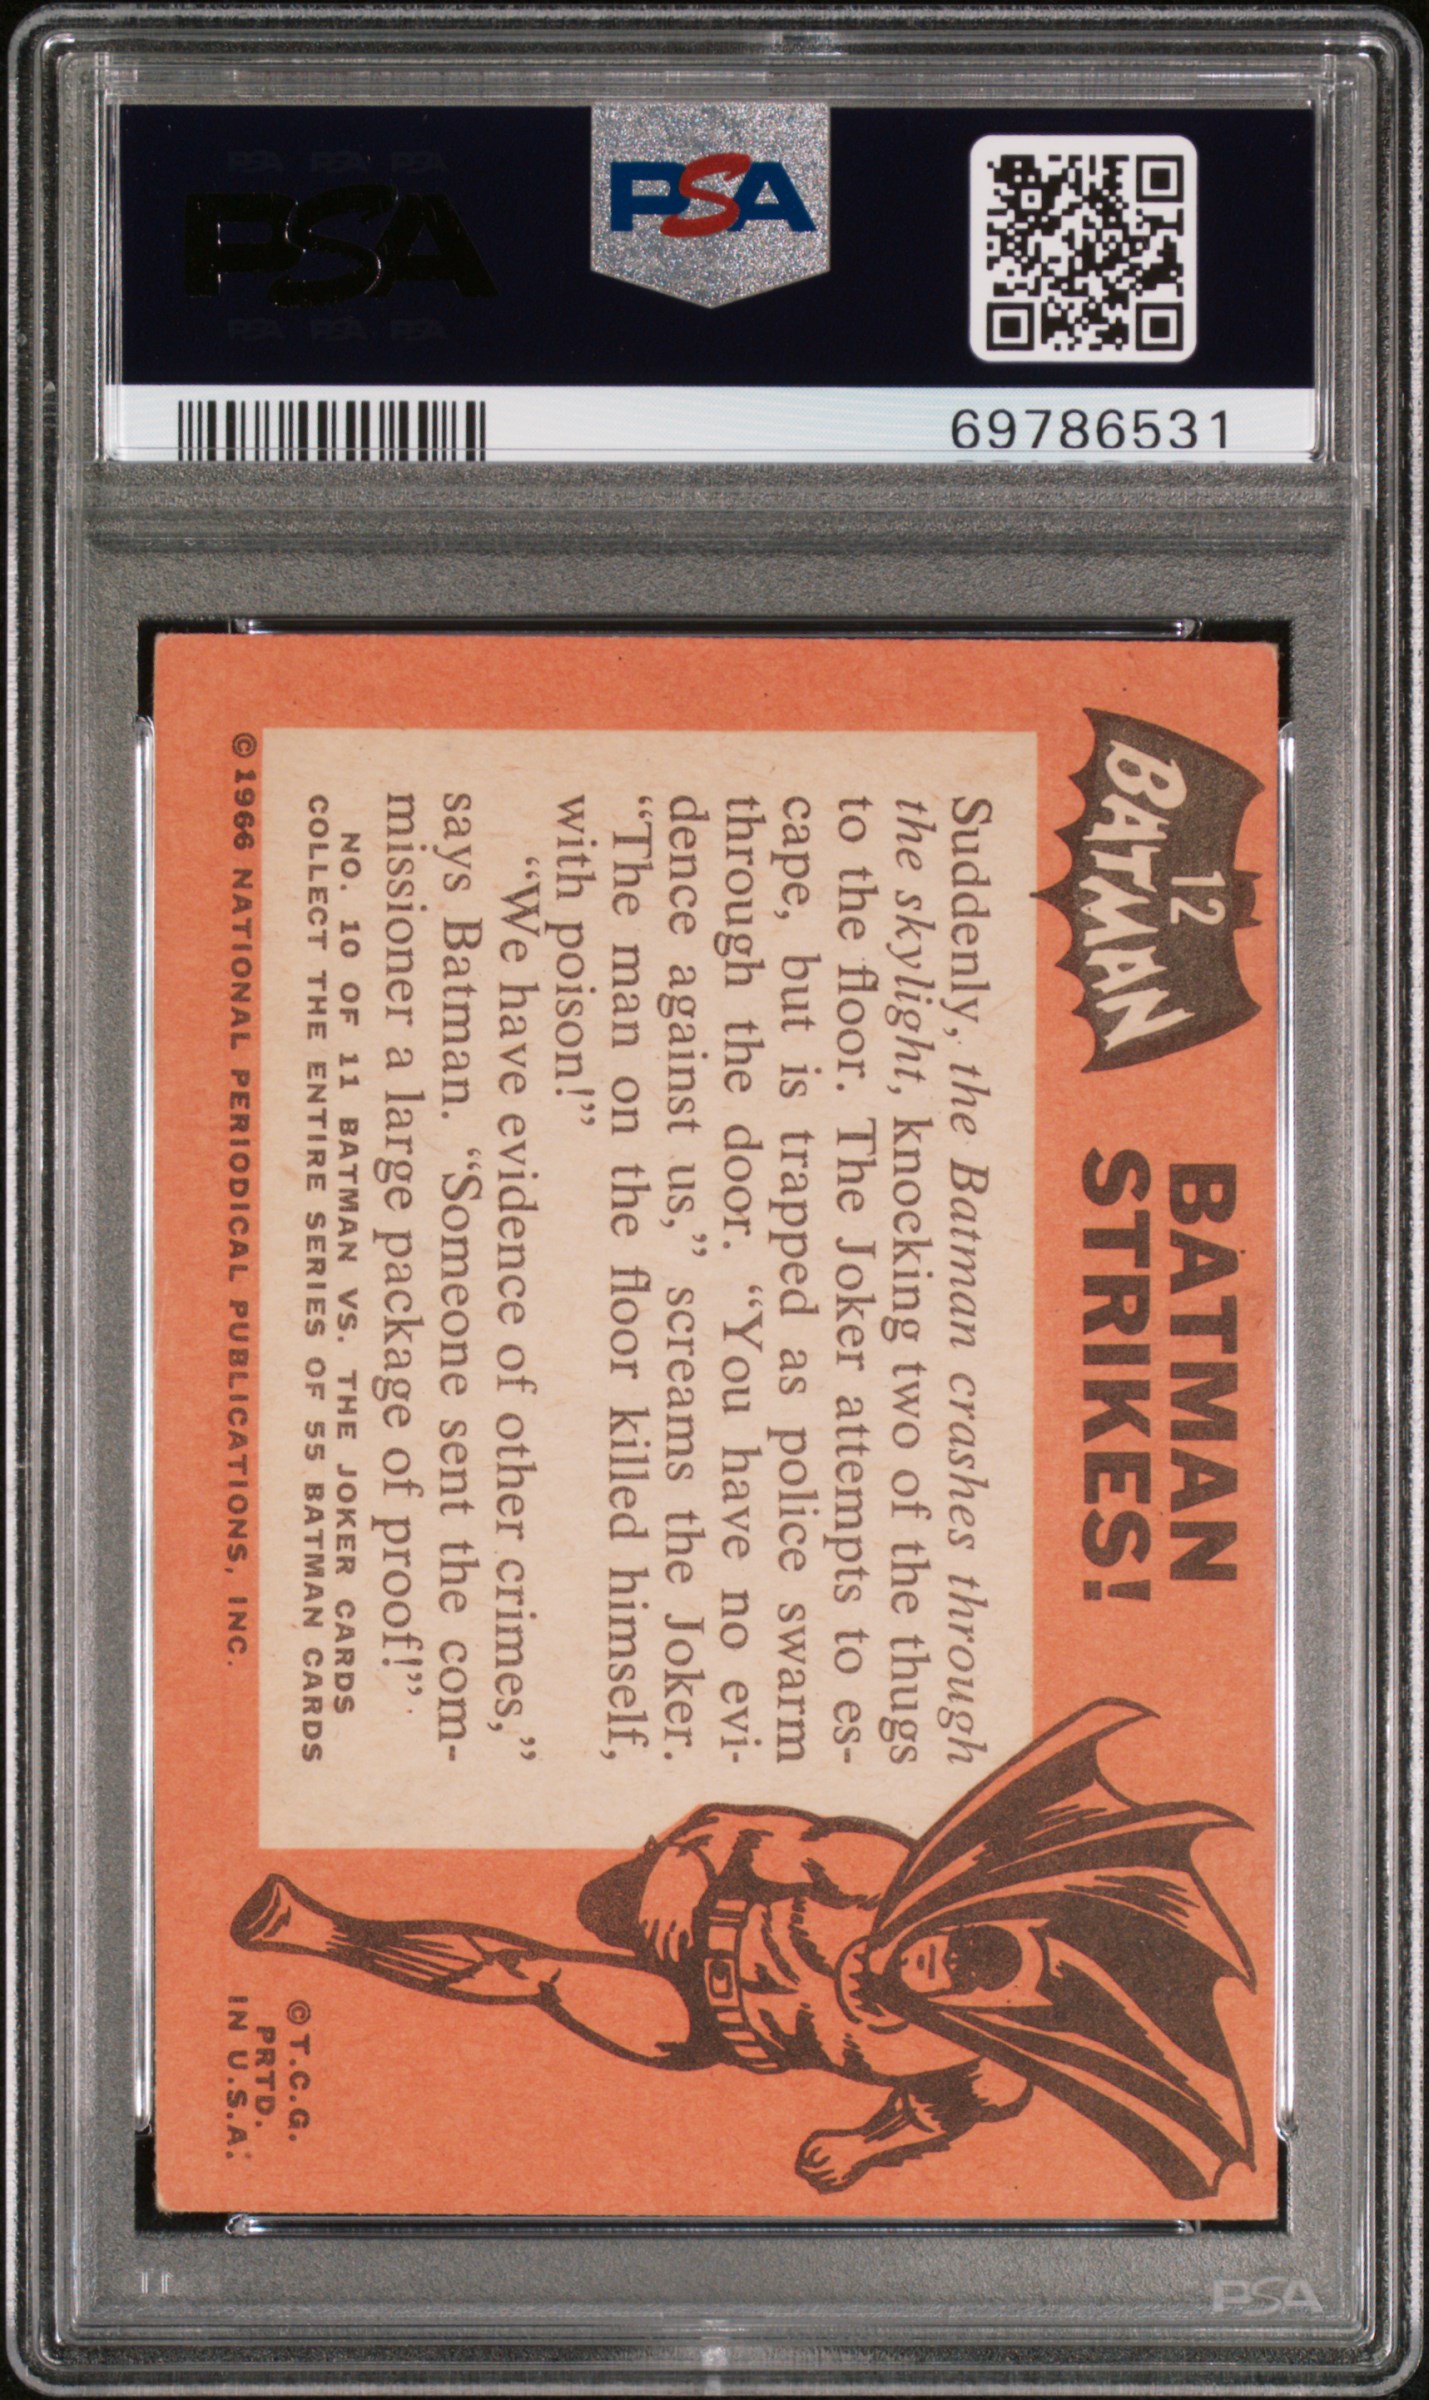 PSA
PSA
69786531
12
BATMAN
BATMAN
STRIKES!
Suddenly, the Batman crashes through
the skylight, knocking two of the thugs
to the floor. The Joker attempts to es-
cape, but is trapped as police swarm
through the door. “You have no evi-
dence against us,” screams the Joker.
“The man on the floor killed himself,
with poison!”
“We have evidence of other crimes,”
says Batman. “Someone sent the com-
missioner a large package of proof!”
NO. 10 OF 11 BATMAN VS. THE JOKER CARDS
COLLECT THE ENTIRE SERIES OF 55 BATMAN CARDS
© 1966 NATIONAL PERIODICAL PUBLICATIONS, INC.
© T.C.G.
PRTD.
IN U.S.A.
PSA